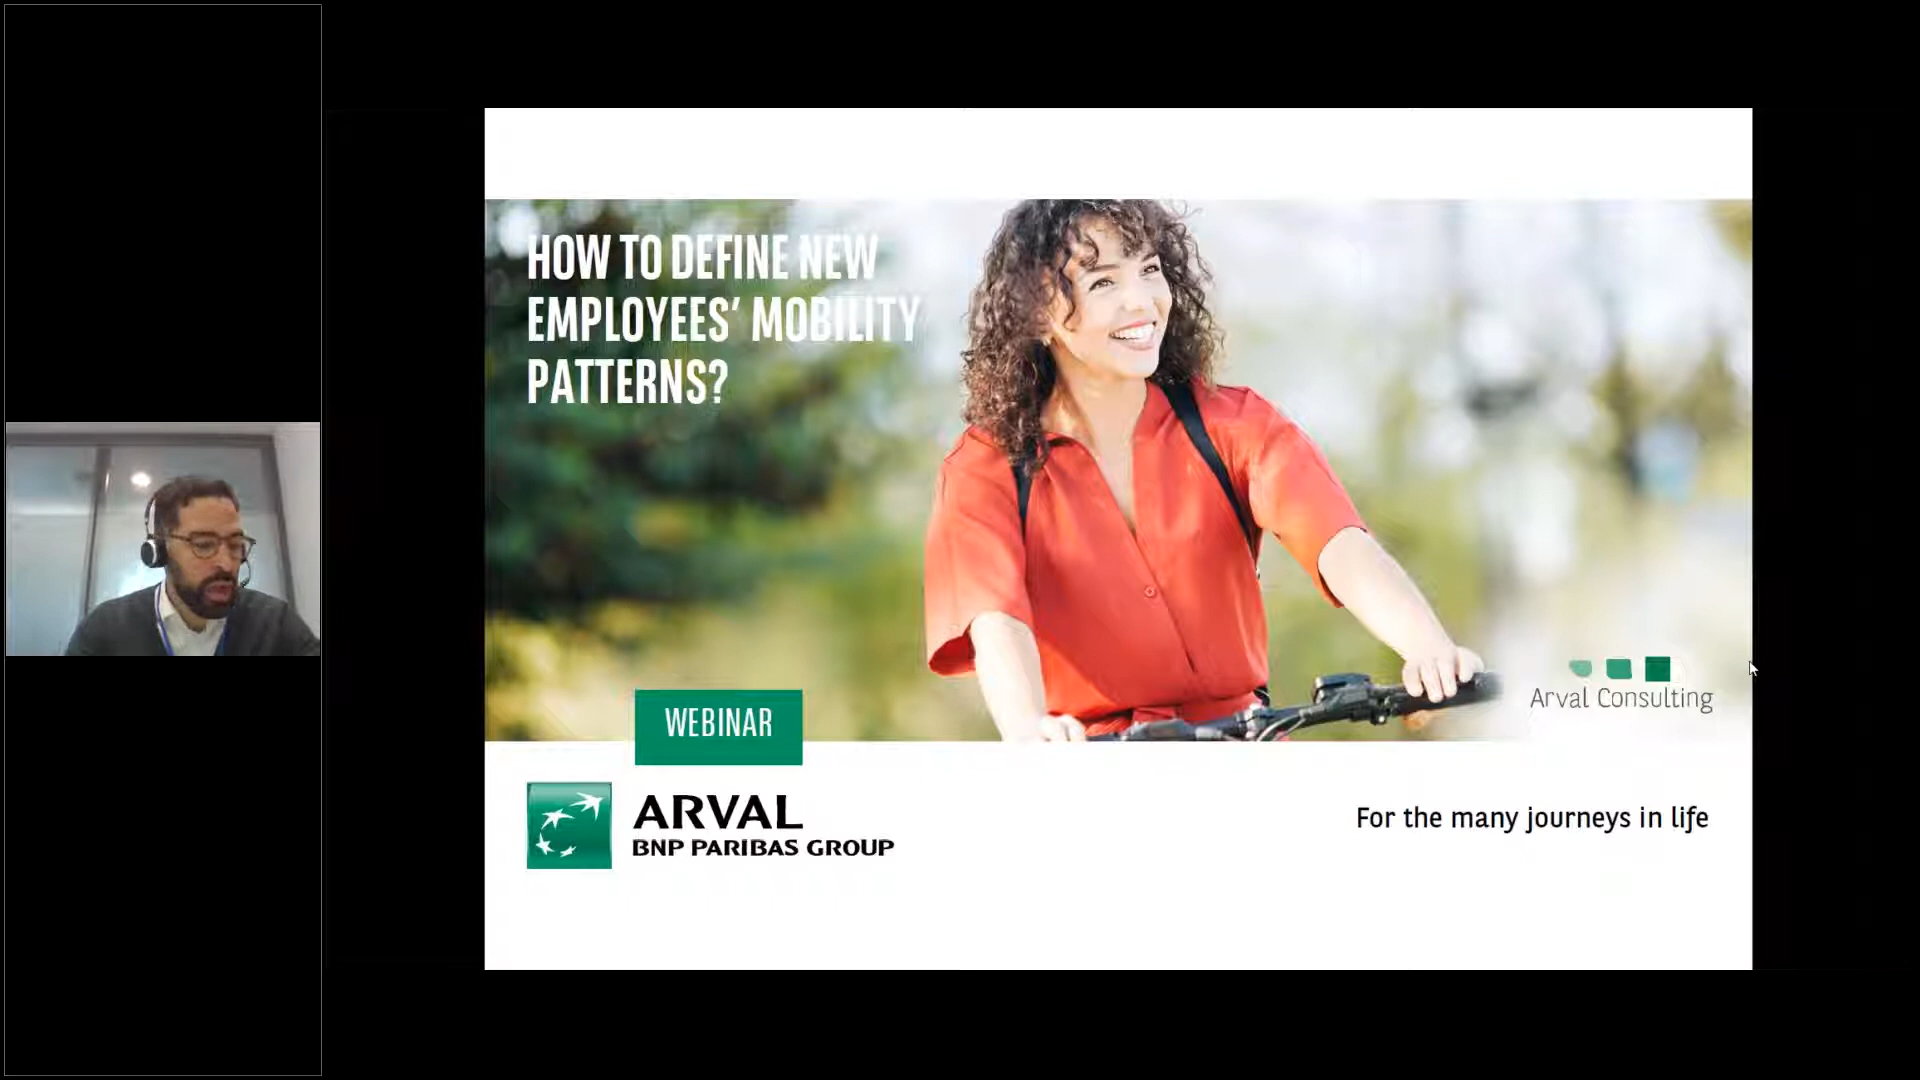 HOW TO DEFINE NEW
EMPLOYEES’ MOBILITY
PATTERNS?
Arval Consulting
WEBINAR
ARVAL
BNP PARIBAS GROUP
For the many journeys in life